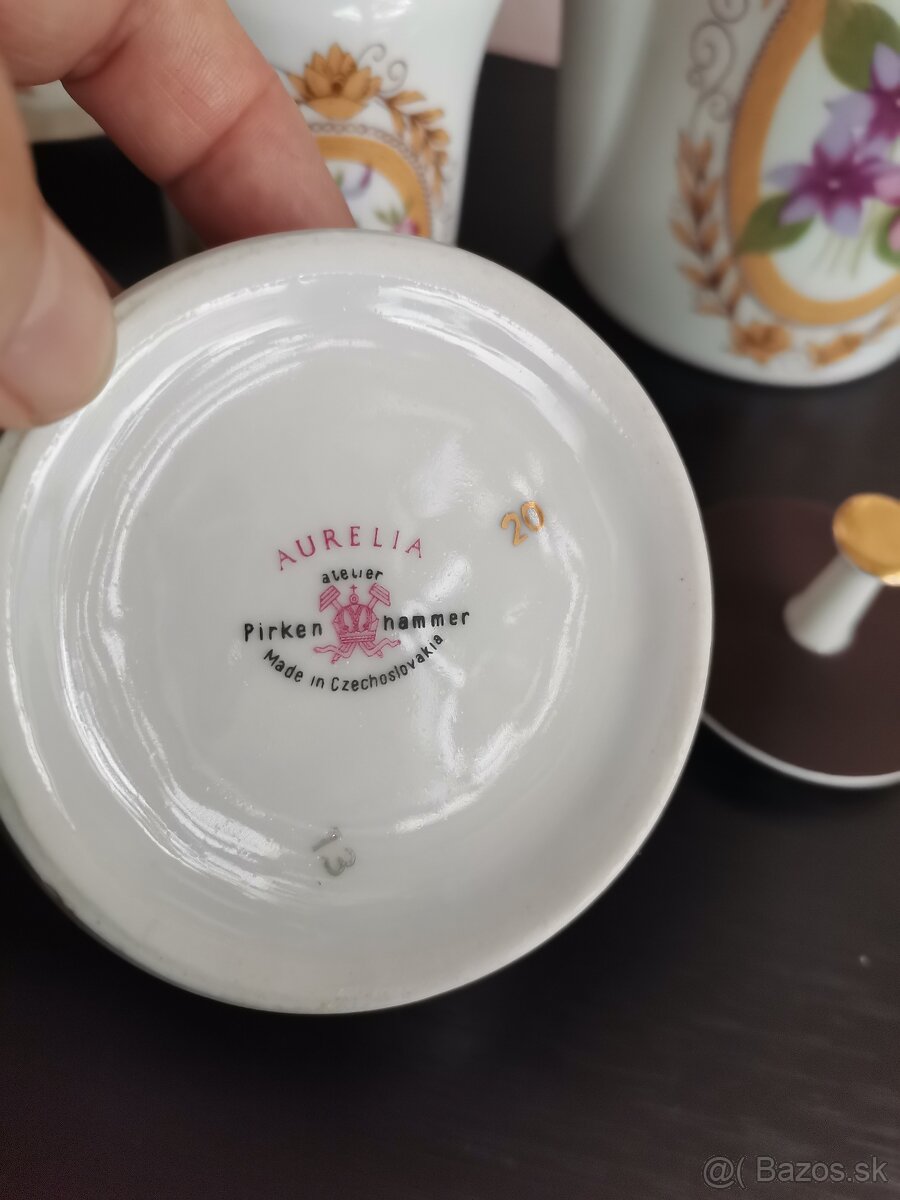 AURELIA
20
atelier
Pirken hammer
Made in Czechoslovakia
13
@( Bazos.sk